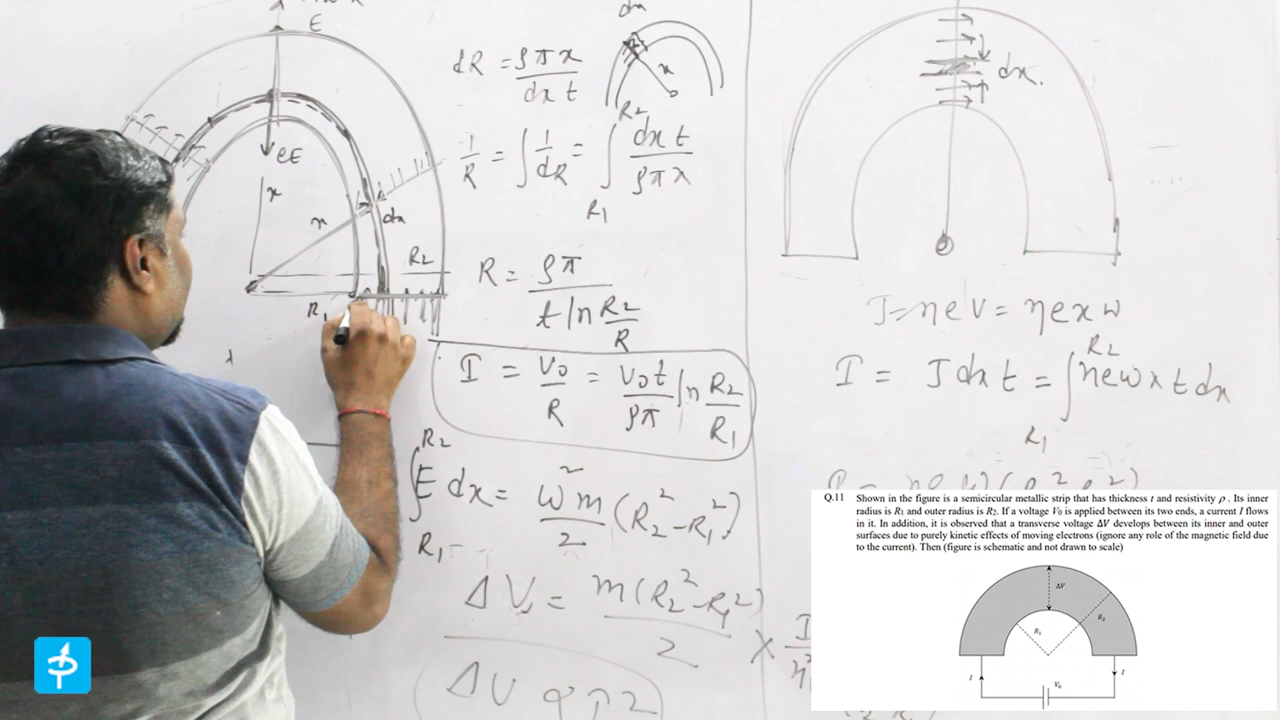 E
eE
x
x
dx
R2
R1
dx
x
dR = ρπx / dx t
1/R = ∫ 1/dR = ∫_{R1}^{R2} dx t / ρπx
R = ρπ / t ln R2/R
I = V0/R = V0t/ρπ ln R2/R1
∫_{R1}^{R2} E dx = ω²m/2 (R2²-R1²)
ΔV = m(R2²-R1²)/2 × I
ΔV ∝ I²
dx.
J=neV = nexω
I = Jdxt = ∫_{R1}^{R2} neωxtdx
Q.11 Shown in the figure is a semicircular metallic strip that has thickness t and resistivity ρ. Its inner
radius is R1 and outer radius is R2. If a voltage V0 is applied between its two ends, a current I flows
in it. In addition, it is observed that a transverse voltage ΔV develops between its inner and outer
surfaces due to purely kinetic effects of moving electrons (ignore any role of the magnetic field due
to the current). Then (figure is schematic and not drawn to scale)
ΔV
R1
R2
I
V0
I